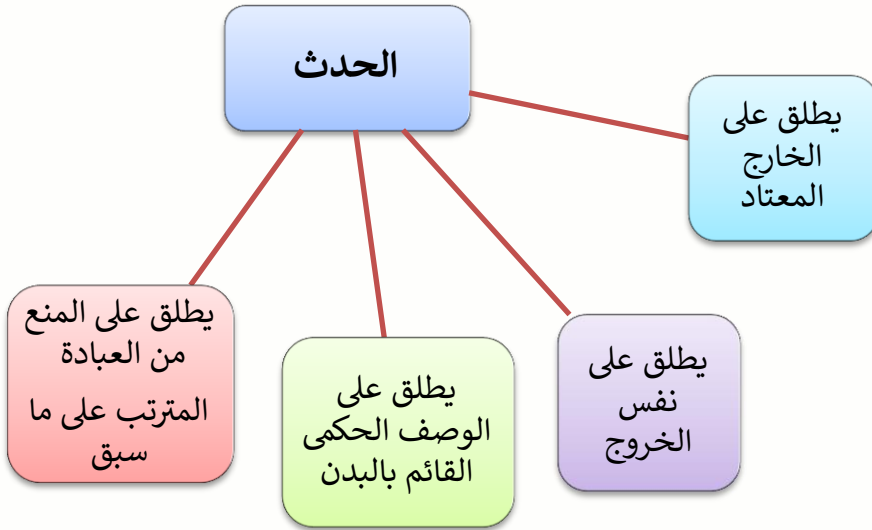 الحدث
يطلق على
الخارج
المعتاد
يطلق على
نفس
الخروج
يطلق على
الوصف الحكمى
القائم بالبدن
يطلق على المنع
من العبادة
المترتب على ما
سبق